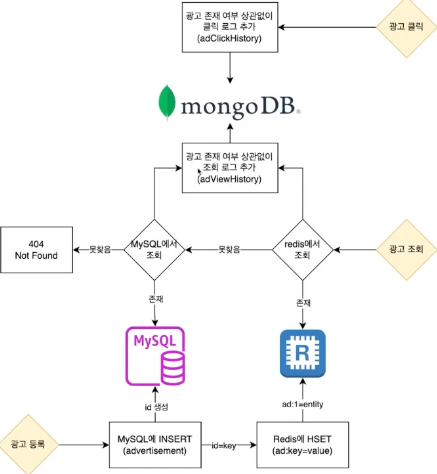 광고 존재 여부 상관없이
클릭 로그 추가
(adClickHistory)
광고 클릭
mongoDB®
광고 존재 여부 상관없이
조회 로그 추가
(adViewHistory)
404
Not Found
못찾음
MySQL에서
조회
못찾음
redis에서
조회
광고 조회
존재
존재
MySQL
R
id 생성
ad:1=entity
광고 등록
MySQL에 INSERT
(advertisement)
id=key
Redis에 HSET
(ad:key=value)